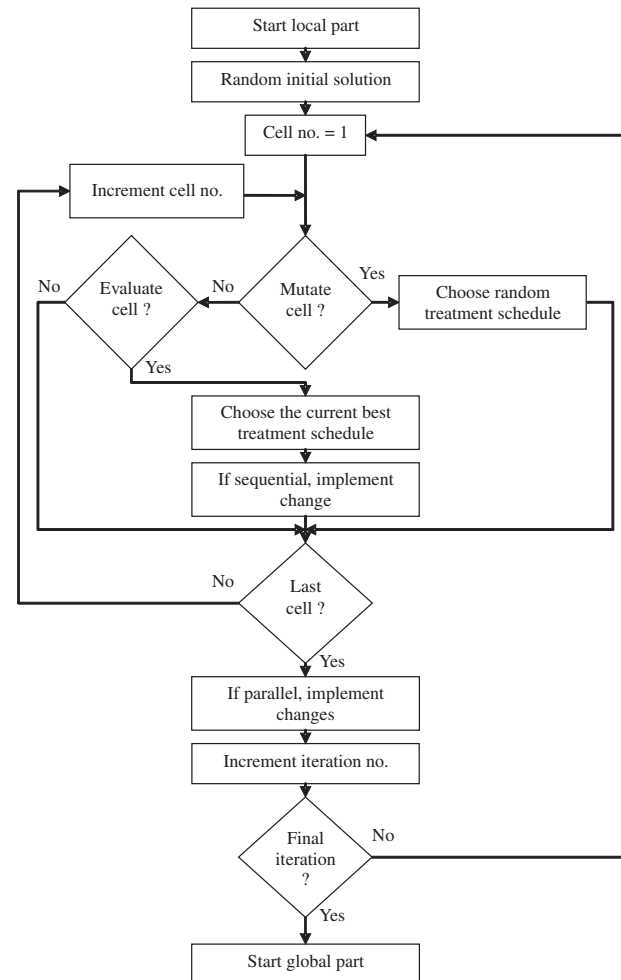 Start local part
Random initial solution
Cell no. = 1
Increment cell no.
No
Evaluate
cell ?
No
Mutate
cell ?
Yes
Choose random
treatment schedule
Yes
Choose the current best
treatment schedule
If sequential, implement
change
No
Last
cell ?
Yes
If parallel, implement
changes
Increment iteration no.
Final
iteration
?
No
Yes
Start global part